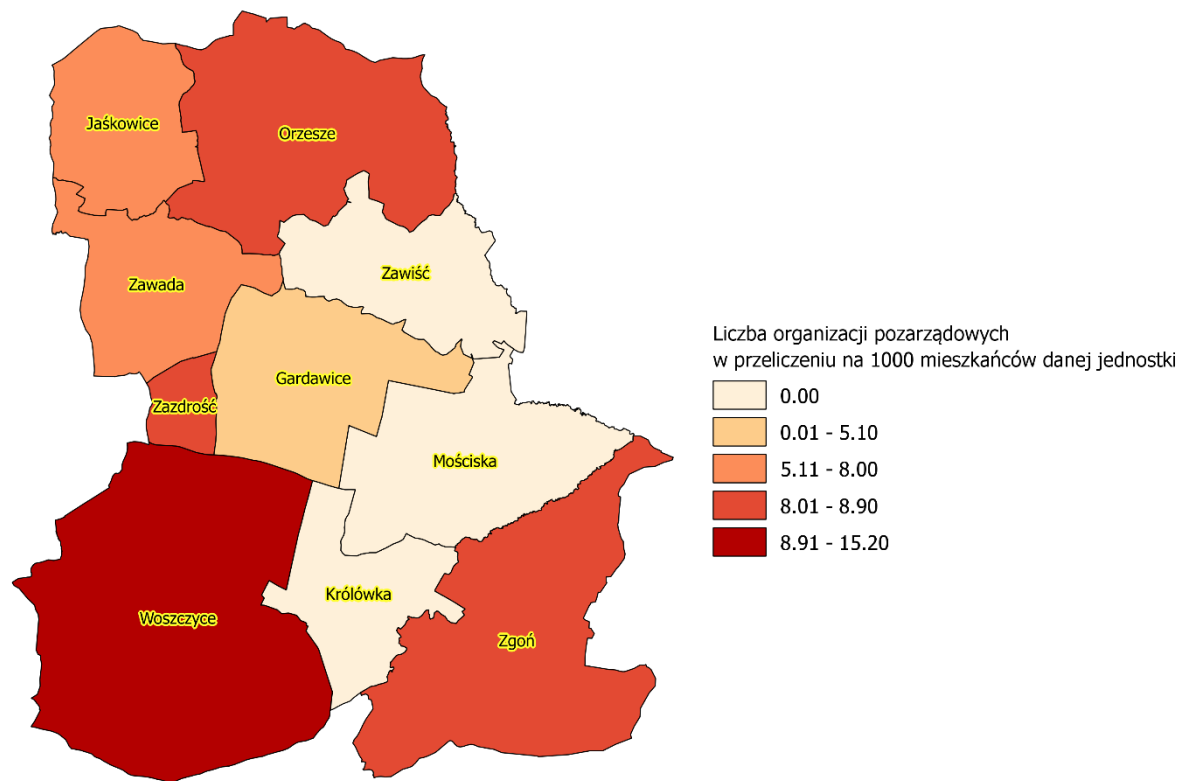 Jaśkowice
Orzesze
Zawiść
Zawada
Gardawice
Zazdrość
Mościska
Królówka
Woszczyce
Zgoń
Liczba organizacji pozarządowych
w przeliczeniu na 1000 mieszkańców danej jednostki
0.00
0.01 - 5.10
5.11 - 8.00
8.01 - 8.90
8.91 - 15.20